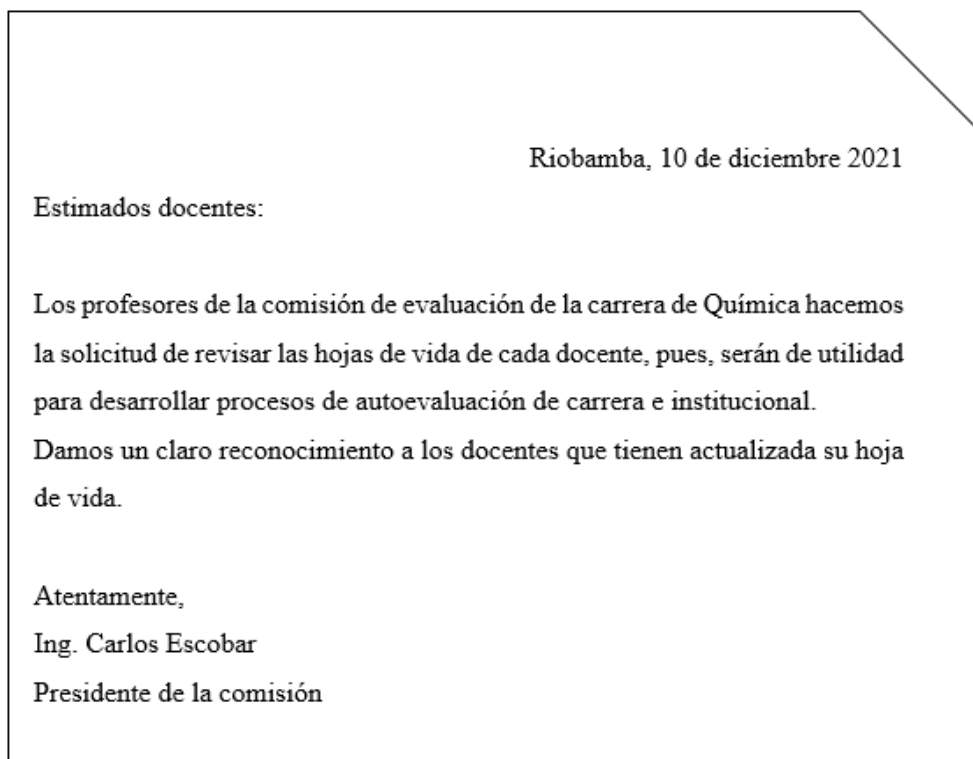 Riobamba, 10 de diciembre 2021
Estimados docentes:
Los profesores de la comisión de evaluación de la carrera de Química hacemos
la solicitud de revisar las hojas de vida de cada docente, pues, serán de utilidad
para desarrollar procesos de autoevaluación de carrera e institucional.
Damos un claro reconocimiento a los docentes que tienen actualizada su hoja
de vida.
Atentamente,
Ing. Carlos Escobar
Presidente de la comisión